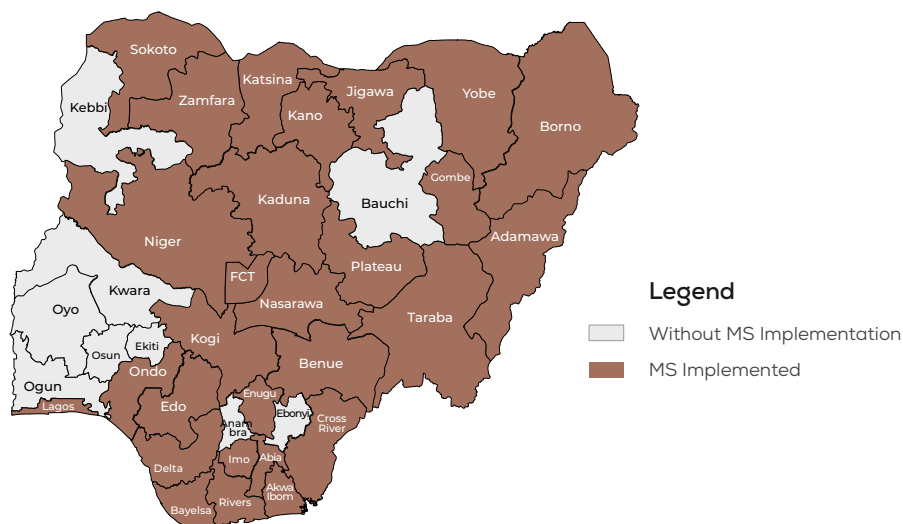 Sokoto
Katsina
Jigawa
Yobe
Kebbi
Zamfara
Kano
Borno
Gombe
Kaduna
Bauchi
Niger
Adamawa
FCT
Plateau
Kwara
Nasarawa
Oyo
Taraba
Kogi
Osun
Ekiti
Benue
Ondo
Ogun
Lagos
Edo
Enugu
Ebonyi
Anam
bra
Cross
River
Imo
Abia
Delta
Akwa
Ibom
Rivers
Bayelsa
Legend
Without MS Implementation
MS Implemented